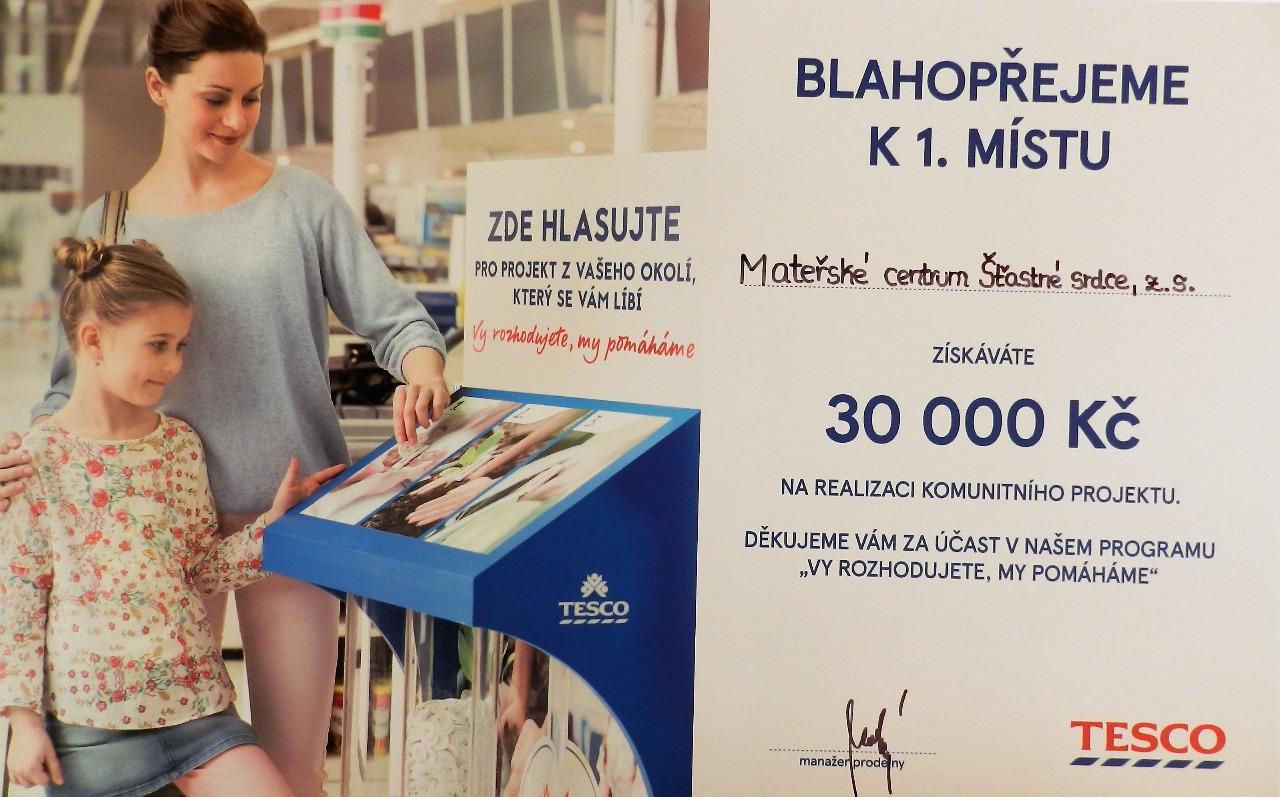 ZDE HLASUJTE
PRO PROJEKT Z VAŠEHO OKOLÍ,
KTERÝ SE VÁM LÍBÍ
Vy rozhodujete, my pomáháme
TESCO
BLAHOPŘEJEME
K 1. MÍSTU
Mateřské centrum Šťastné srdce, z.s.
ZÍSKÁVÁTE
30 000 Kč
NA REALIZACI KOMUNITNÍHO PROJEKTU.
DĚKUJEME VÁM ZA ÚČAST V NAŠEM PROGRAMU
„VY ROZHODUJETE, MY POMÁHÁME“
manažer prodejny
TESCO